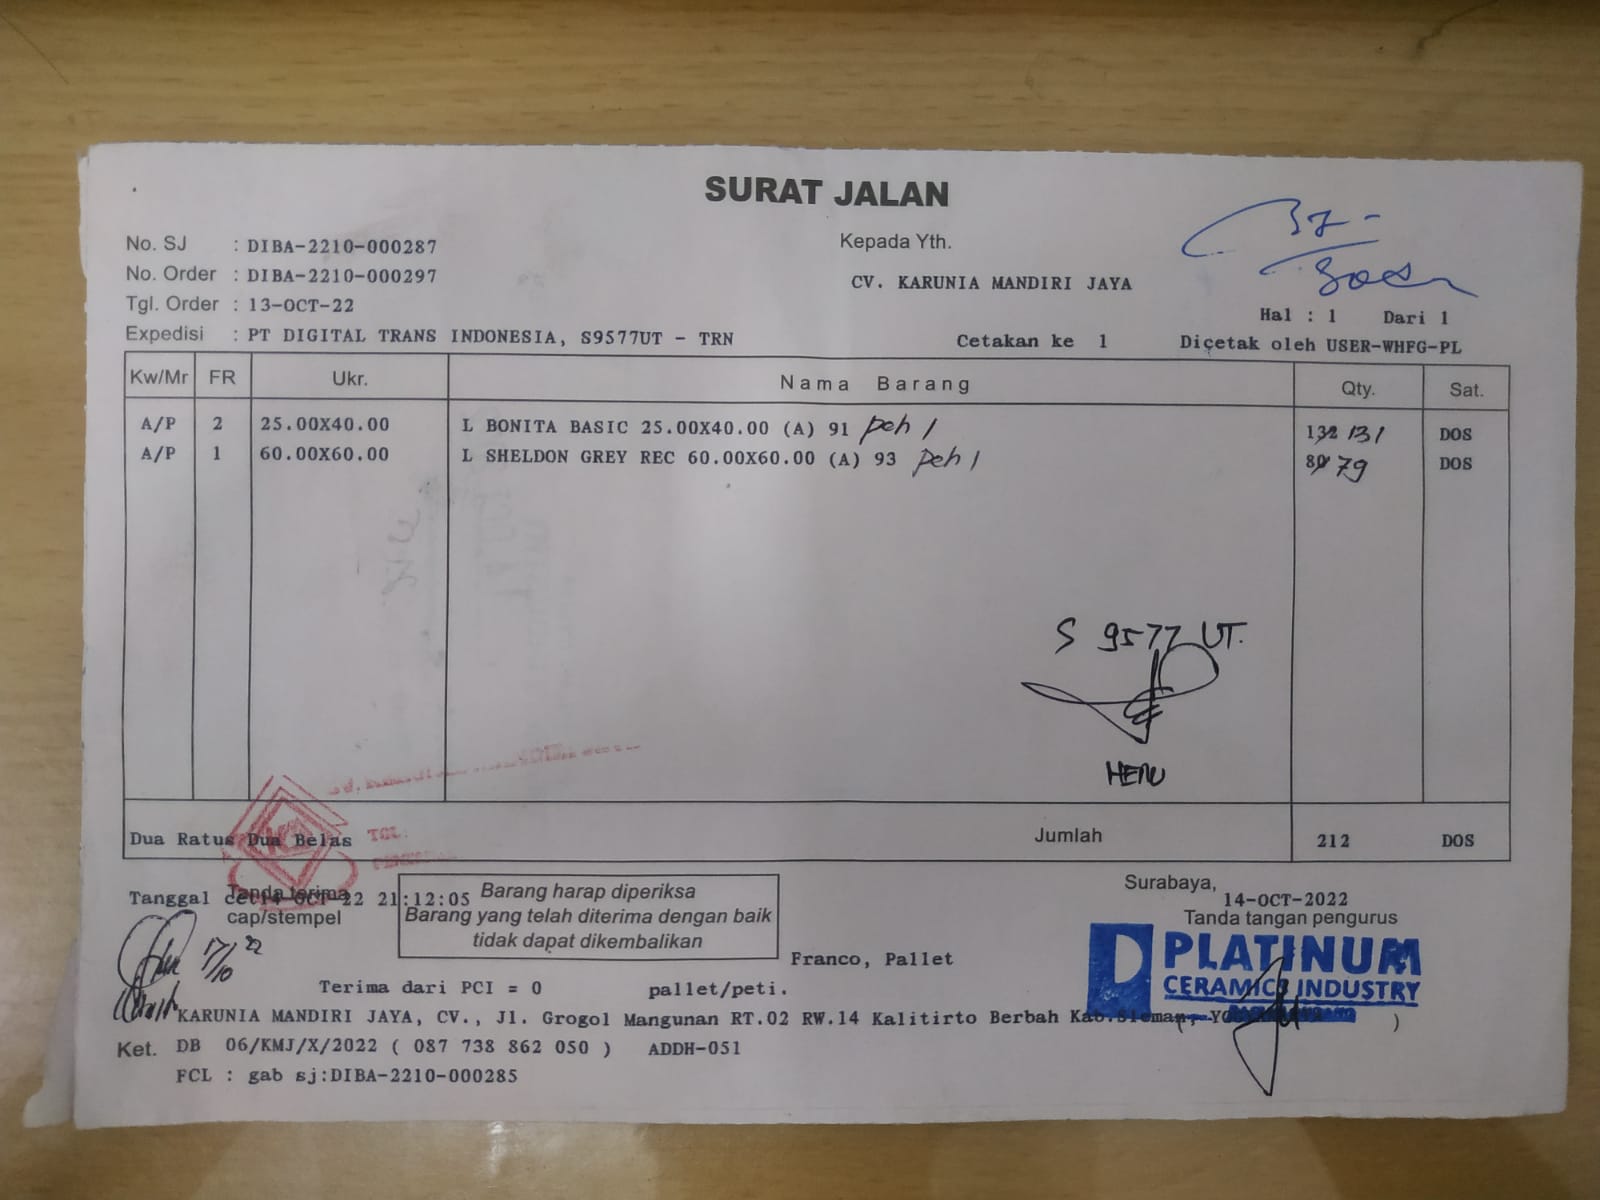 SURAT JALAN
No. SJ : DIBA-2210-000287
No. Order : DIBA-2210-000297
Tgl. Order : 13-OCT-22
Expedisi : PT DIGITAL TRANS INDONESIA, S9577UT - TRN
Kepada Yth.
CV. KARUNIA MANDIRI JAYA
Hal : 1 Dari 1
Cetakan ke 1 Dicetak oleh USER-WHFG-PL
Kw/Mr FR Ukr. Nama Barang Qty. Sat.
A/P 2 25.00X40.00 L BONITA BASIC 25.00X40.00 (A) 91 peh 1 132 131 DOS
A/P 1 60.00X60.00 L SHELDON GREY REC 60.00X60.00 (A) 93 peh 1 80 79 DOS
S 9577 UT.
HERU
Dua Ratus Dua Belas Jumlah 212 DOS
TGL.
Tanggal cet14-OCT-22 21:12:05
Tanda terima
cap/stempel
17/10 22
Barang harap diperiksa
Barang yang telah diterima dengan baik
tidak dapat dikembalikan
Surabaya,
14-OCT-2022
Tanda tangan pengurus
PLATINUM
CERAMICS INDUSTRY
Franco, Pallet
Terima dari PCI = 0 pallet/peti.
KARUNIA MANDIRI JAYA, CV., Jl. Grogol Mangunan RT.02 RW.14 Kalitirto Berbah Kab.Sleman,
Ket. DB 06/KMJ/X/2022 ( 087 738 862 050 ) ADDH-051
FCL : gab sj:DIBA-2210-000285